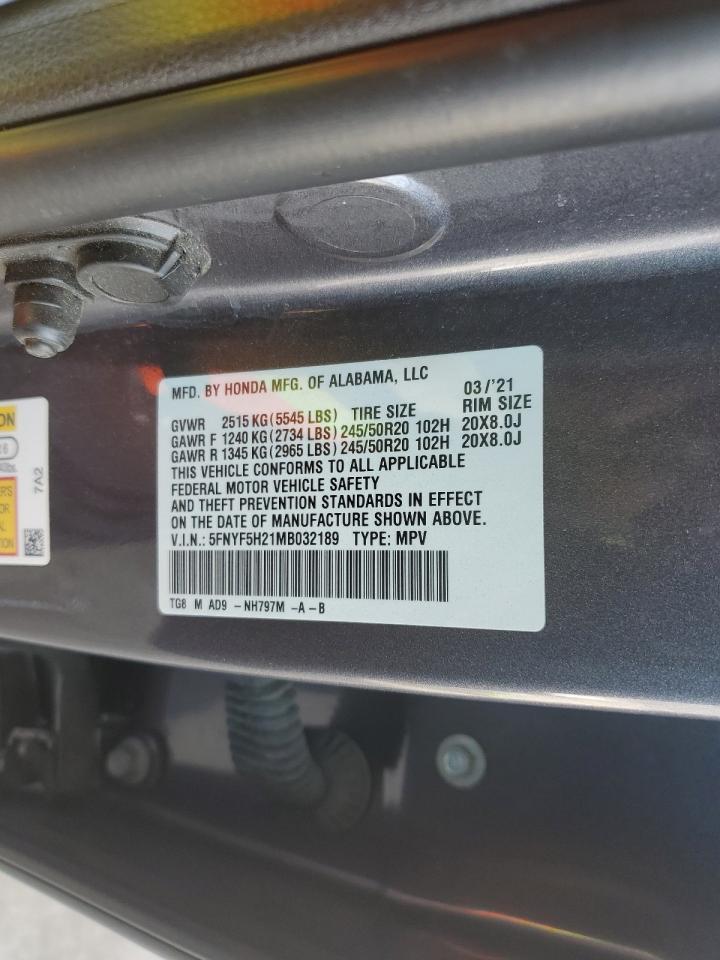 MFD. BY HONDA MFG. OF ALABAMA, LLC 03/'21
GVWR 2515 KG(5545 LBS) TIRE SIZE RIM SIZE
GAWR F 1240 KG(2734 LBS)245/50R20 102H 20X8.0J
GAWR R 1345 KG(2965 LBS)245/50R20 102H 20X8.0J
THIS VEHICLE CONFORMS TO ALL APPLICABLE
FEDERAL MOTOR VEHICLE SAFETY
AND THEFT PREVENTION STANDARDS IN EFFECT
ON THE DATE OF MANUFACTURE SHOWN ABOVE.
V.I.N.: 5FNYF5H21MB032189 TYPE: MPV
TG8 M AD9 -NH797M -A-B
7A2